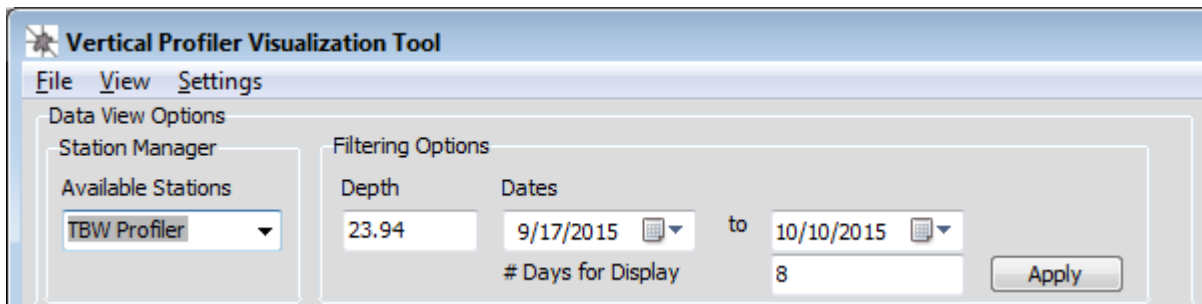 Vertical Profiler Visualization Tool
File View Settings
Data View Options
Station Manager
Available Stations
TBW Profiler
Filtering Options
Depth
23.94
Dates
9/17/2015 to 10/10/2015
# Days for Display
8
Apply